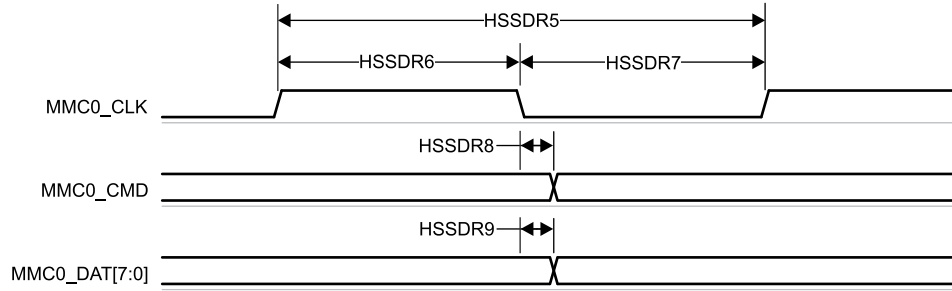 HSSDR5
HSSDR6 HSSDR7
MMC0_CLK
HSSDR8
MMC0_CMD
HSSDR9
MMC0_DAT[7:0]